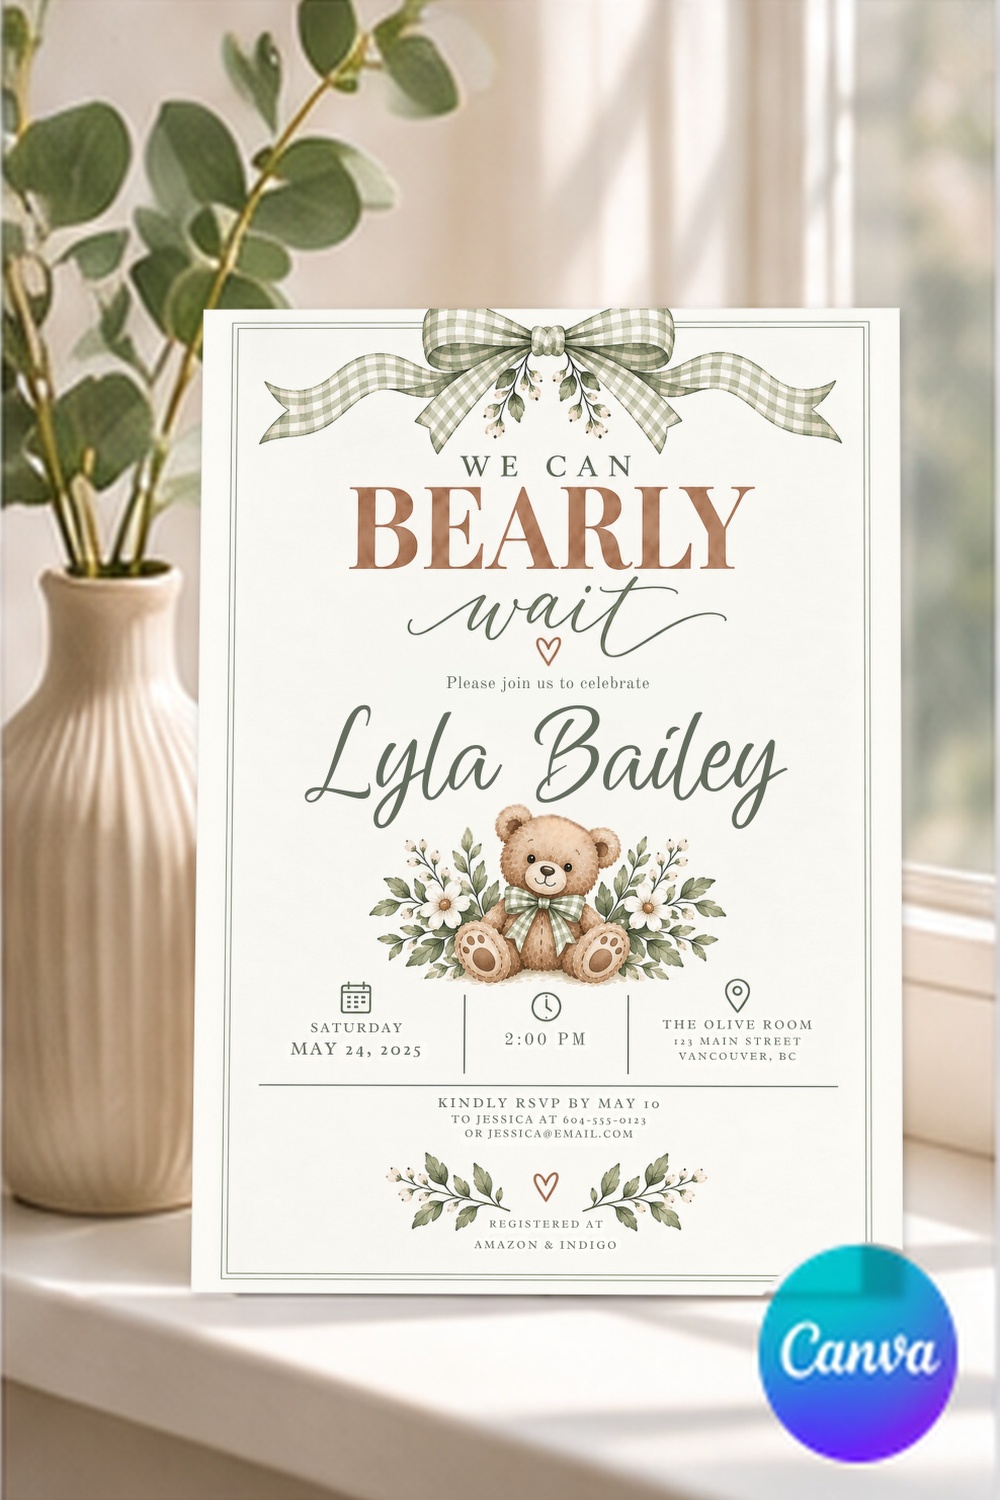 WE CAN
BEARLY
wait
Please join us to celebrate
Lyla Bailey
SATURDAY
MAY 24, 2025
2:00 PM
THE OLIVE ROOM
123 MAIN STREET
VANCOUVER, BC
KINDLY RSVP BY MAY 10
TO JESSICA AT 604-555-0123
OR JESSICA@EMAIL.COM
REGISTERED AT
AMAZON & INDIGO
Canva